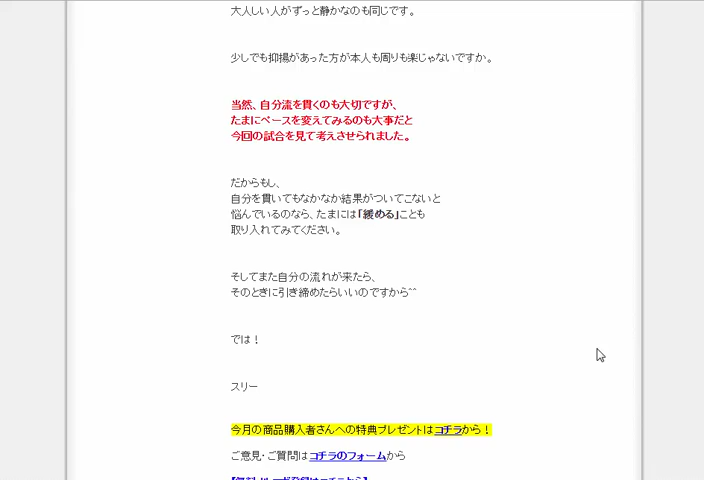 大人しい人がずっと静かなのも同じです。
少しでも抑揚があった方が本人も周りも楽じゃないですか。
当然、自分流を貫くのも大切ですが、
たまにペースを変えてみるのも大事だと
今回の試合を見て考えさせられました。
だからもし、
自分を貫いてもなかなか結果がついてこないと
悩んでいるのなら、たまには「緩める」ことも
取り入れてみてください。
そしてまた自分の流れが来たら、
そのときに引き締めたらいいのですから^^
では！
スリー
今月の商品購入者さんへの特典プレゼントはコチラから！
ご意見・ご質問はコチラのフォームから